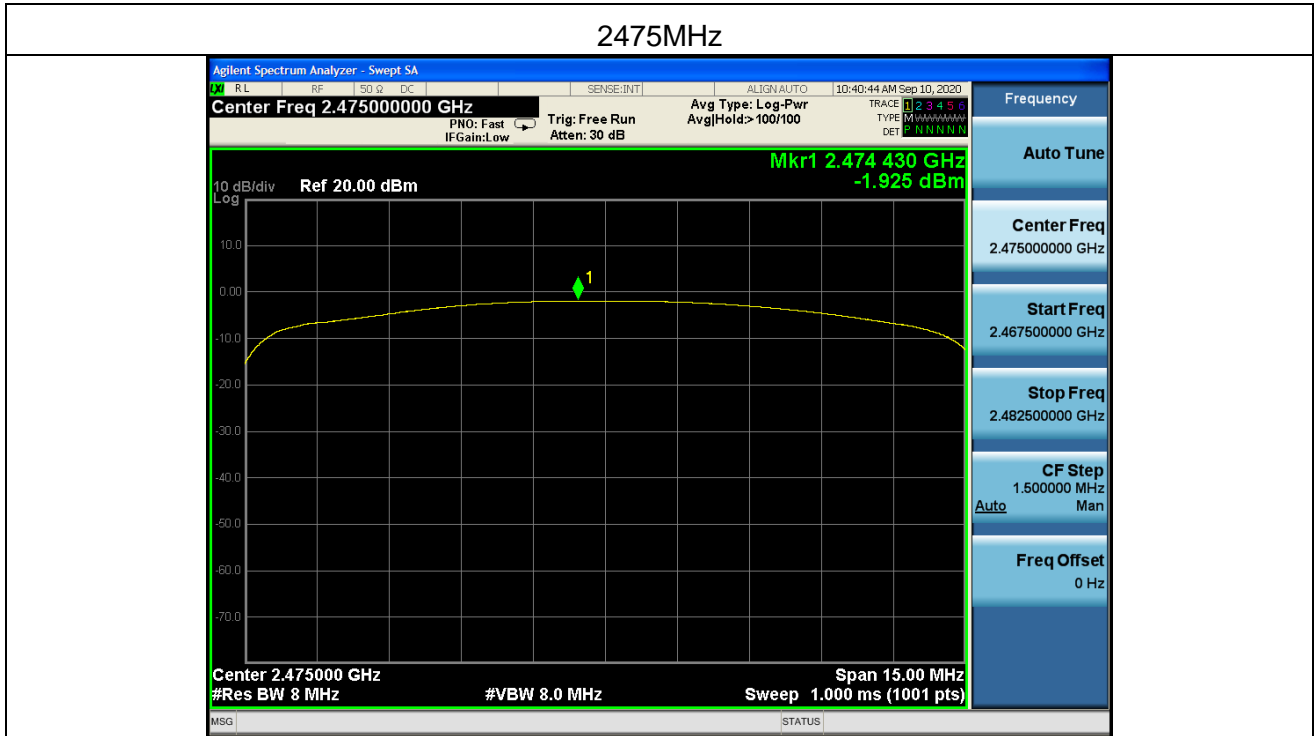 2475MHz
Agilent Spectrum Analyzer - Swept SA
LXI RL RF 50 Ω DC SENSE:INT ALIGN AUTO 10:40:44 AM Sep 10, 2020
Center Freq 2.475000000 GHz
PNO: Fast
IFGain:Low
Trig: Free Run
Atten: 30 dB
Avg Type: Log-Pwr
Avg|Hold:> 100/100
TRACE 1 2 3 4 5 6
TYPE M WWWWWW
DET P N N N N N
Mkr1 2.474 430 GHz
-1.925 dBm
10 dB/div Ref 20.00 dBm
Log
1
10.0
0.00
-10.0
-20.0
-30.0
-40.0
-50.0
-60.0
-70.0
Center 2.475000 GHz Span 15.00 MHz
#Res BW 8 MHz #VBW 8.0 MHz Sweep 1.000 ms (1001 pts)
MSG STATUS
Frequency
Auto Tune
Center Freq
2.475000000 GHz
Start Freq
2.467500000 GHz
Stop Freq
2.482500000 GHz
CF Step
1.500000 MHz
Auto Man
Freq Offset
0 Hz